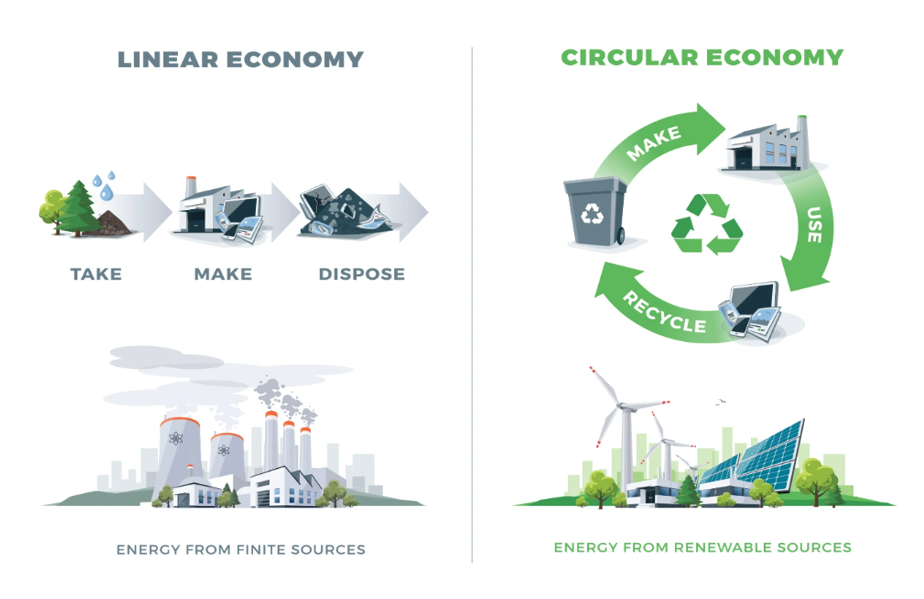 LINEAR ECONOMY
TAKE
MAKE
DISPOSE
ENERGY FROM FINITE SOURCES
CIRCULAR ECONOMY
MAKE
USE
RECYCLE
ENERGY FROM RENEWABLE SOURCES